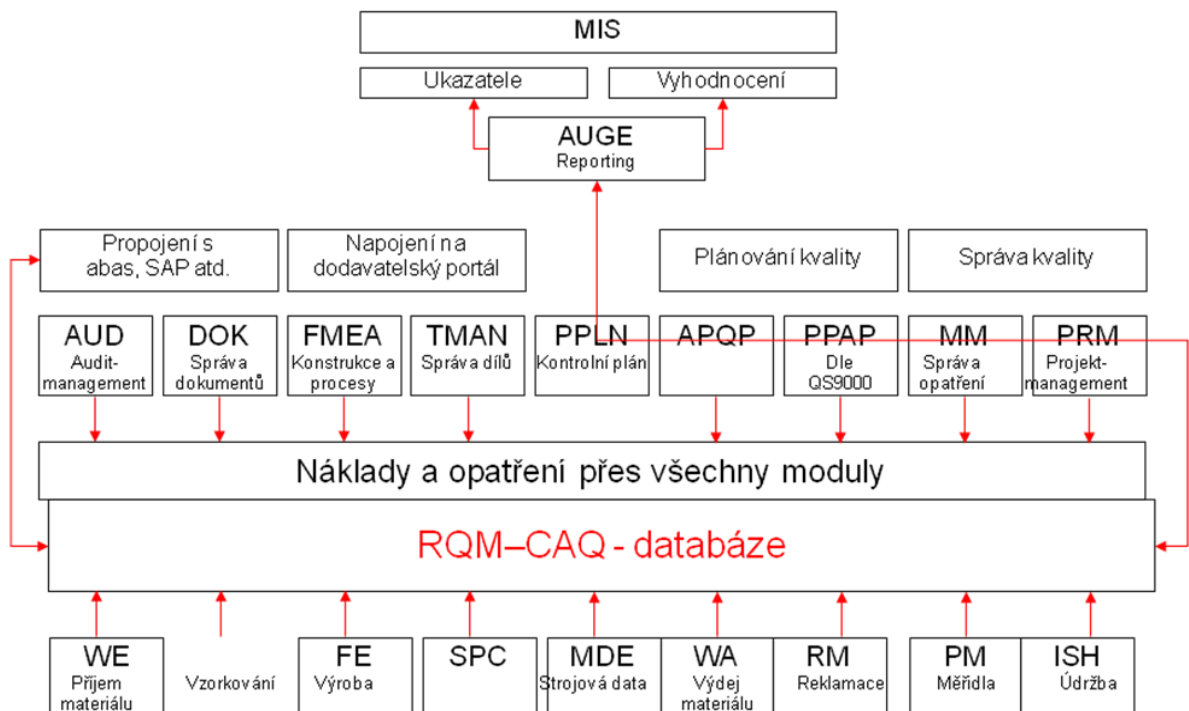 MIS
Ukazatele
Vyhodnocení
AUGE
Reporting
Propojení s
abas, SAP atd.
Napojení na
dodavatelský portál
Plánování kvality
Správa kvality
AUD
Audit-
management
DOK
Správa
dokumentů
FMEA
Konstrukce a
procesy
TMAN
Správa dílů
PPLN
Kontrolní plán
APQP
PPAP
Dle
QS9000
MM
Správa
opatření
PRM
Projekt-
management
Náklady a opatření přes všechny moduly
RQM–CAQ - databáze
WE
Příjem
materiálu
Vzorkování
FE
Výroba
SPC
MDE
Strojová data
WA
Výdej
materiálu
RM
Reklamace
PM
Měřidla
ISH
Údržba